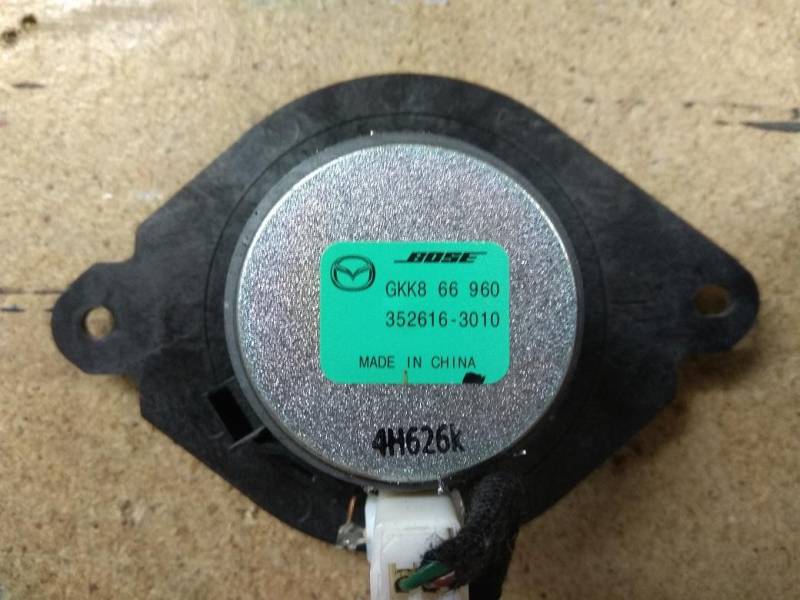 BOSE
GKK8 66 960
352616-3010
MADE IN CHINA
4H626k